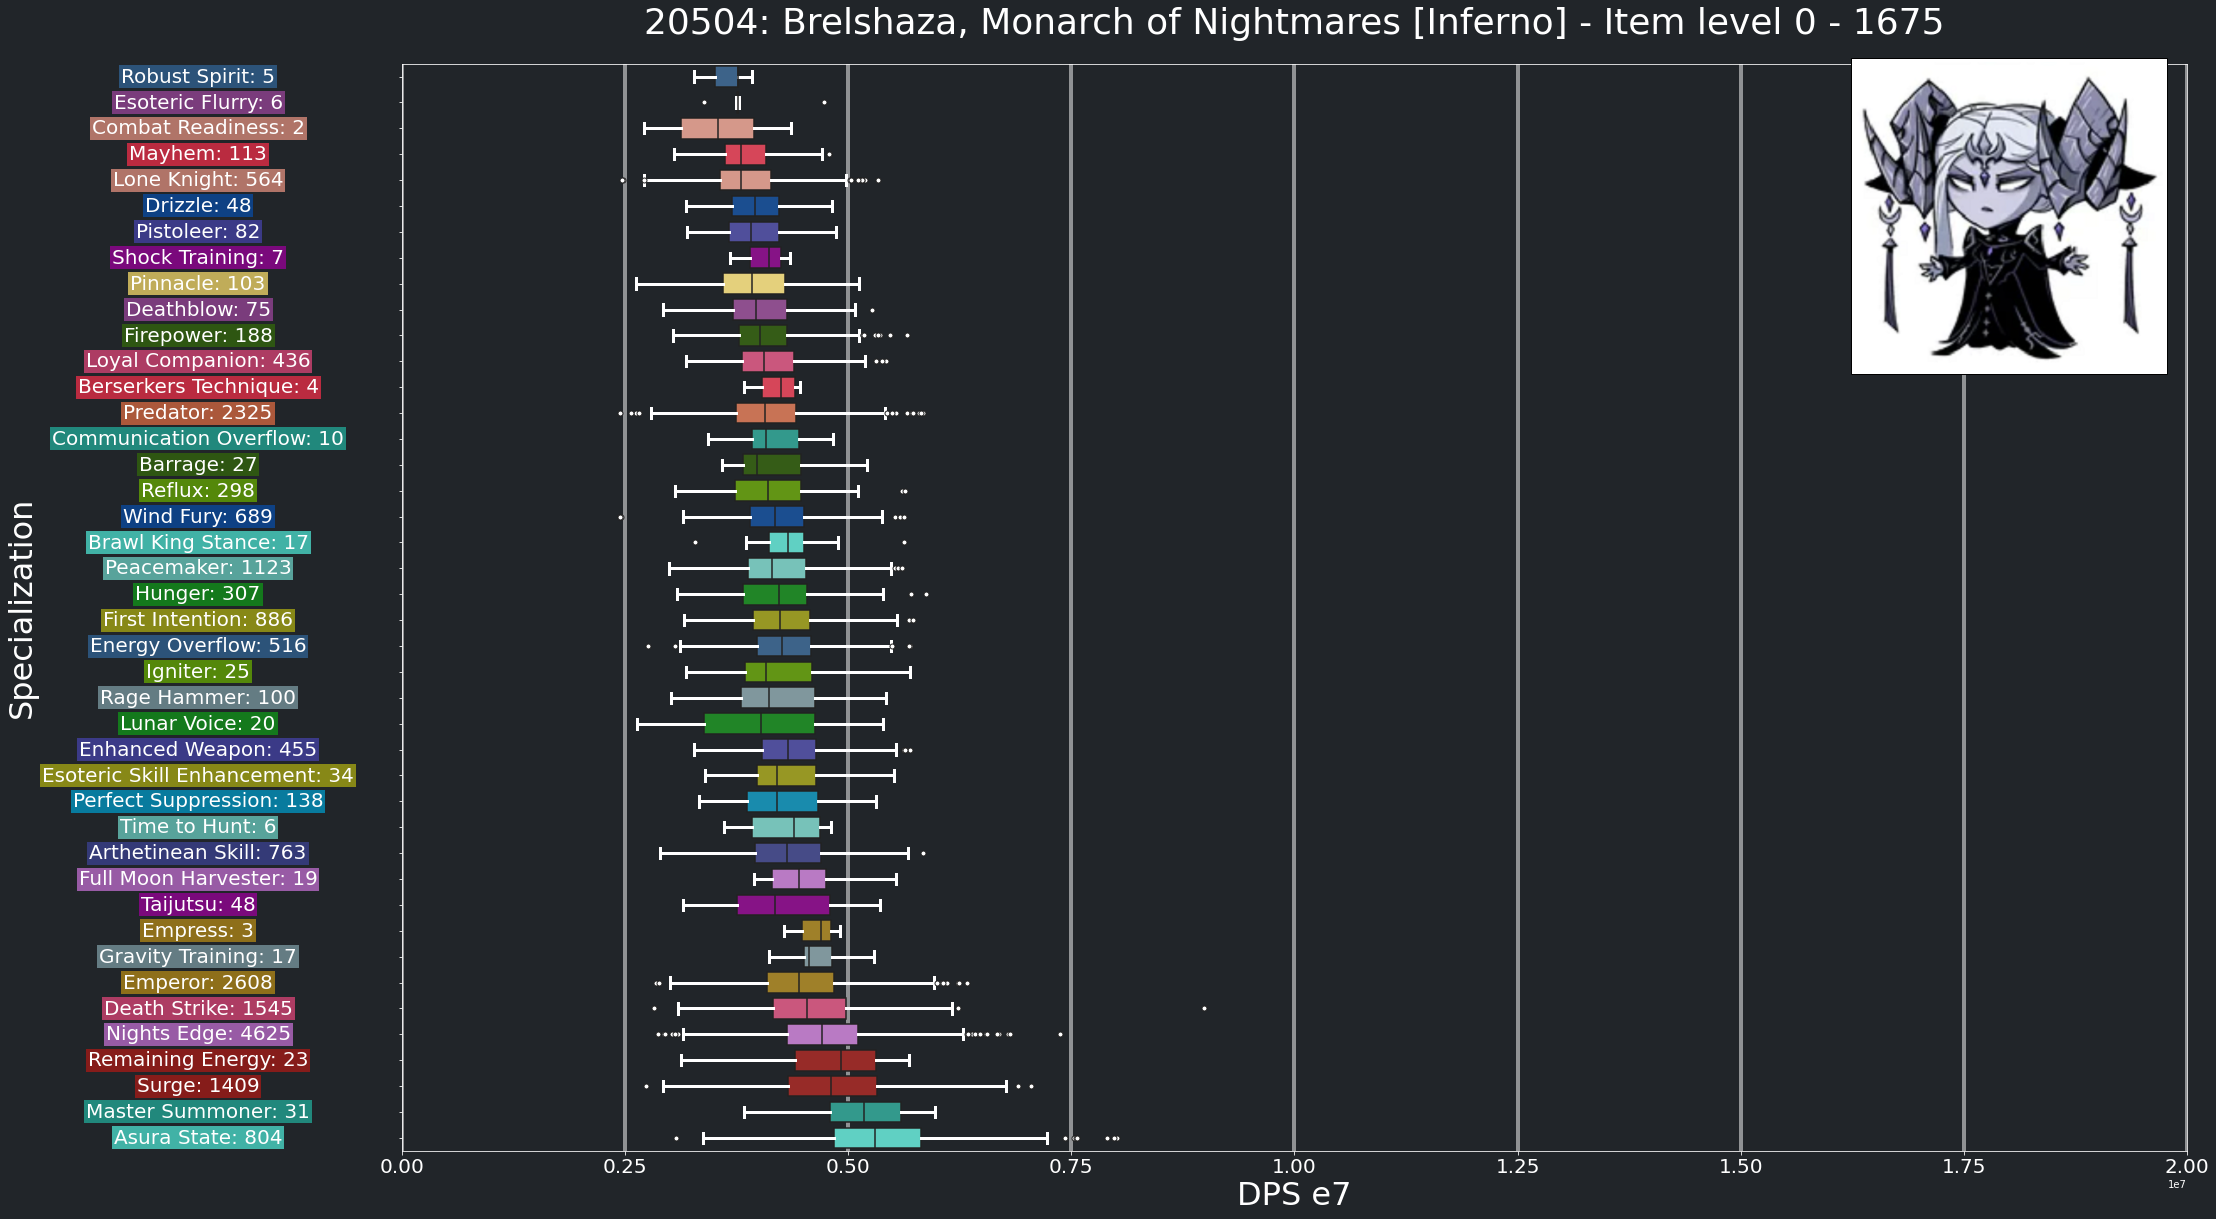 20504: Brelshaza, Monarch of Nightmares [Inferno] - Item level 0 - 1675
Specialization
Robust Spirit: 5
Esoteric Flurry: 6
Combat Readiness: 2
Mayhem: 113
Lone Knight: 564
Drizzle: 48
Pistoleer: 82
Shock Training: 7
Pinnacle: 103
Deathblow: 75
Firepower: 188
Loyal Companion: 436
Berserkers Technique: 4
Predator: 2325
Communication Overflow: 10
Barrage: 27
Reflux: 298
Wind Fury: 689
Brawl King Stance: 17
Peacemaker: 1123
Hunger: 307
First Intention: 886
Energy Overflow: 516
Igniter: 25
Rage Hammer: 100
Lunar Voice: 20
Enhanced Weapon: 455
Esoteric Skill Enhancement: 34
Perfect Suppression: 138
Time to Hunt: 6
Arthetinean Skill: 763
Full Moon Harvester: 19
Taijutsu: 48
Empress: 3
Gravity Training: 17
Emperor: 2608
Death Strike: 1545
Nights Edge: 4625
Remaining Energy: 23
Surge: 1409
Master Summoner: 31
Asura State: 804
0.00 0.25 0.50 0.75 1.00 1.25 1.50 1.75 2.00
1e7
DPS e7